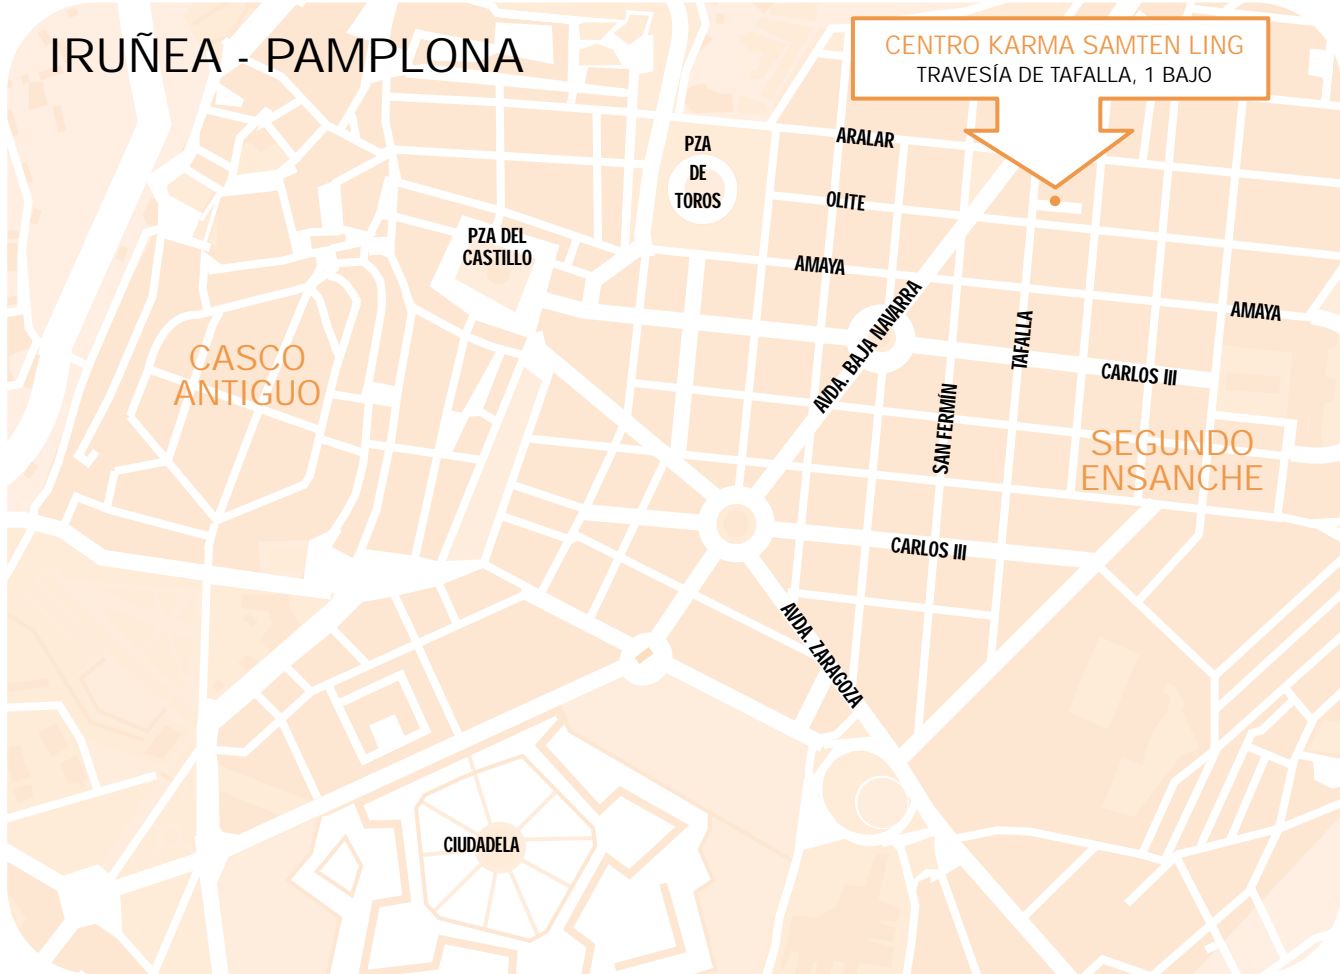 IRUÑEA - PAMPLONA
CENTRO KARMA SAMTEN LING
TRAVESÍA DE TAFALLA, 1 BAJO
ARALAR
PZA
DE
TOROS
OLITE
PZA DEL
CASTILLO
AMAYA
AVDA. BAJA NAVARRA
AMAYA
TAFALLA
CASCO
ANTIGUO
CARLOS III
SAN FERMÍN
SEGUNDO
ENSANCHE
CARLOS III
AVDA. ZARAGOZA
CIUDADELA